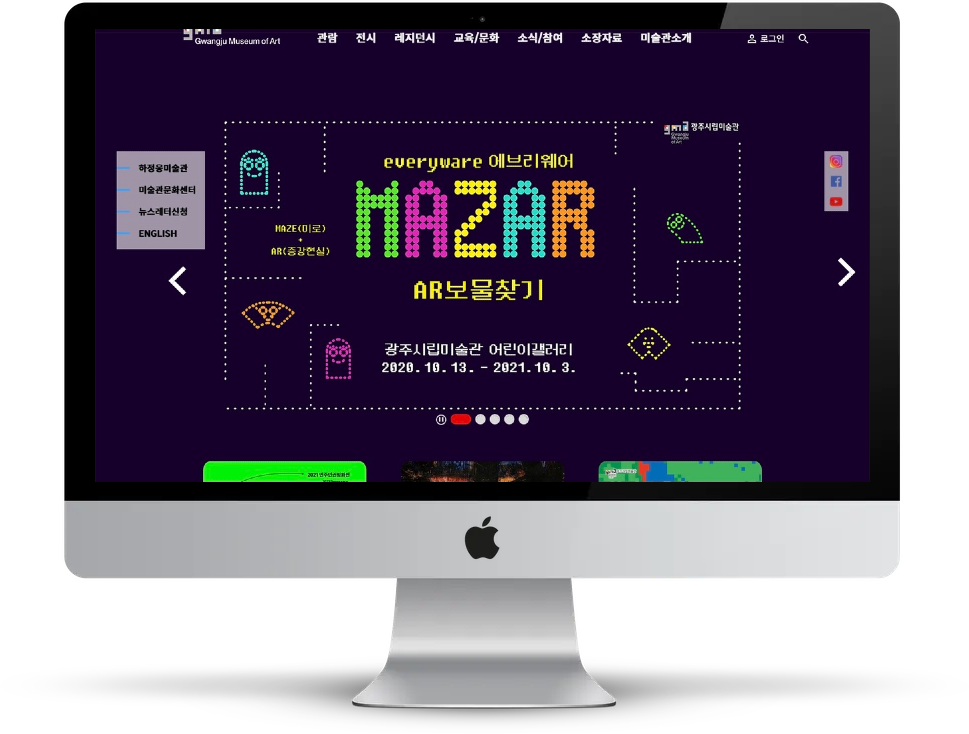 Gwangju Museum of Art
관람 전시 레지던시 교육/문화 소식/참여 소장자료 미술관소개
로그인
광주시립미술관
Gwangju
Museum
of Art
everyware 에브리웨어
MAZAR
MAZE(미로)
+
AR(증강현실)
AR보물찾기
광주시립미술관 어린이갤러리
2020.10.13. - 2021.10.3.
하정웅미술관
미술관문화센터
뉴스레터신청
ENGLISH